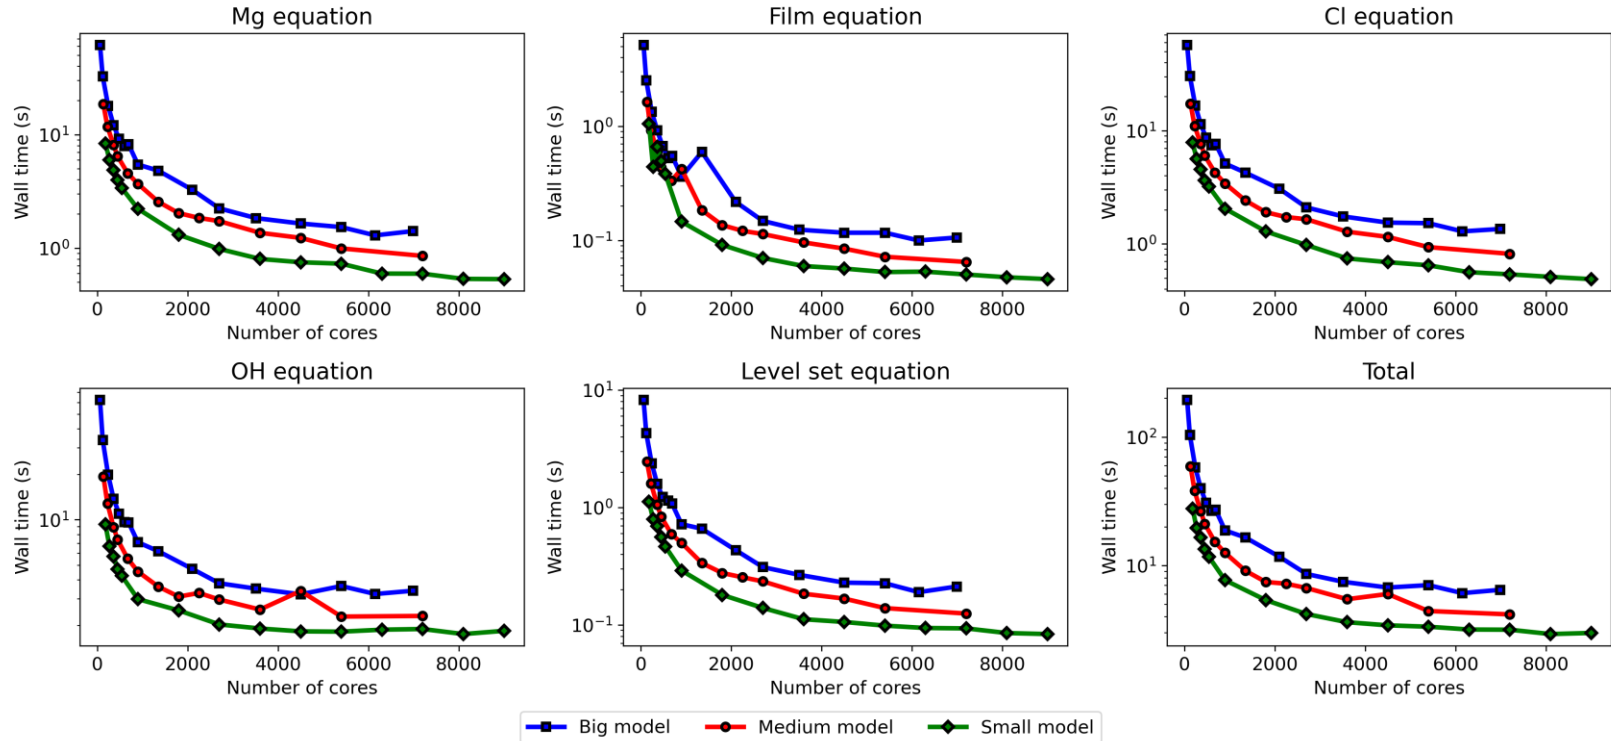 Mg equation
Wall time (s)
10^1
10^0
0 2000 4000 6000 8000
Number of cores
Film equation
Wall time (s)
10^0
10^−1
0 2000 4000 6000 8000
Number of cores
Cl equation
Wall time (s)
10^1
10^0
0 2000 4000 6000 8000
Number of cores
OH equation
Wall time (s)
10^1
0 2000 4000 6000 8000
Number of cores
Level set equation
Wall time (s)
10^1
10^0
10^−1
0 2000 4000 6000 8000
Number of cores
Total
Wall time (s)
10^2
10^1
0 2000 4000 6000 8000
Number of cores
Big model Medium model Small model